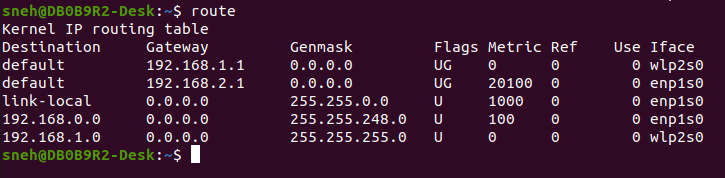 sneh@DB0B9R2-Desk:~$ route
Kernel IP routing table
Destination     Gateway         Genmask         Flags Metric Ref    Use Iface
default         192.168.1.1     0.0.0.0         UG    0      0        0 wlp2s0
default         192.168.2.1     0.0.0.0         UG    20100  0        0 enp1s0
link-local      0.0.0.0         255.255.0.0     U     1000   0        0 enp1s0
192.168.0.0     0.0.0.0         255.255.248.0   U     100    0        0 enp1s0
192.168.1.0     0.0.0.0         255.255.255.0   U     0      0        0 wlp2s0
sneh@DB0B9R2-Desk:~$